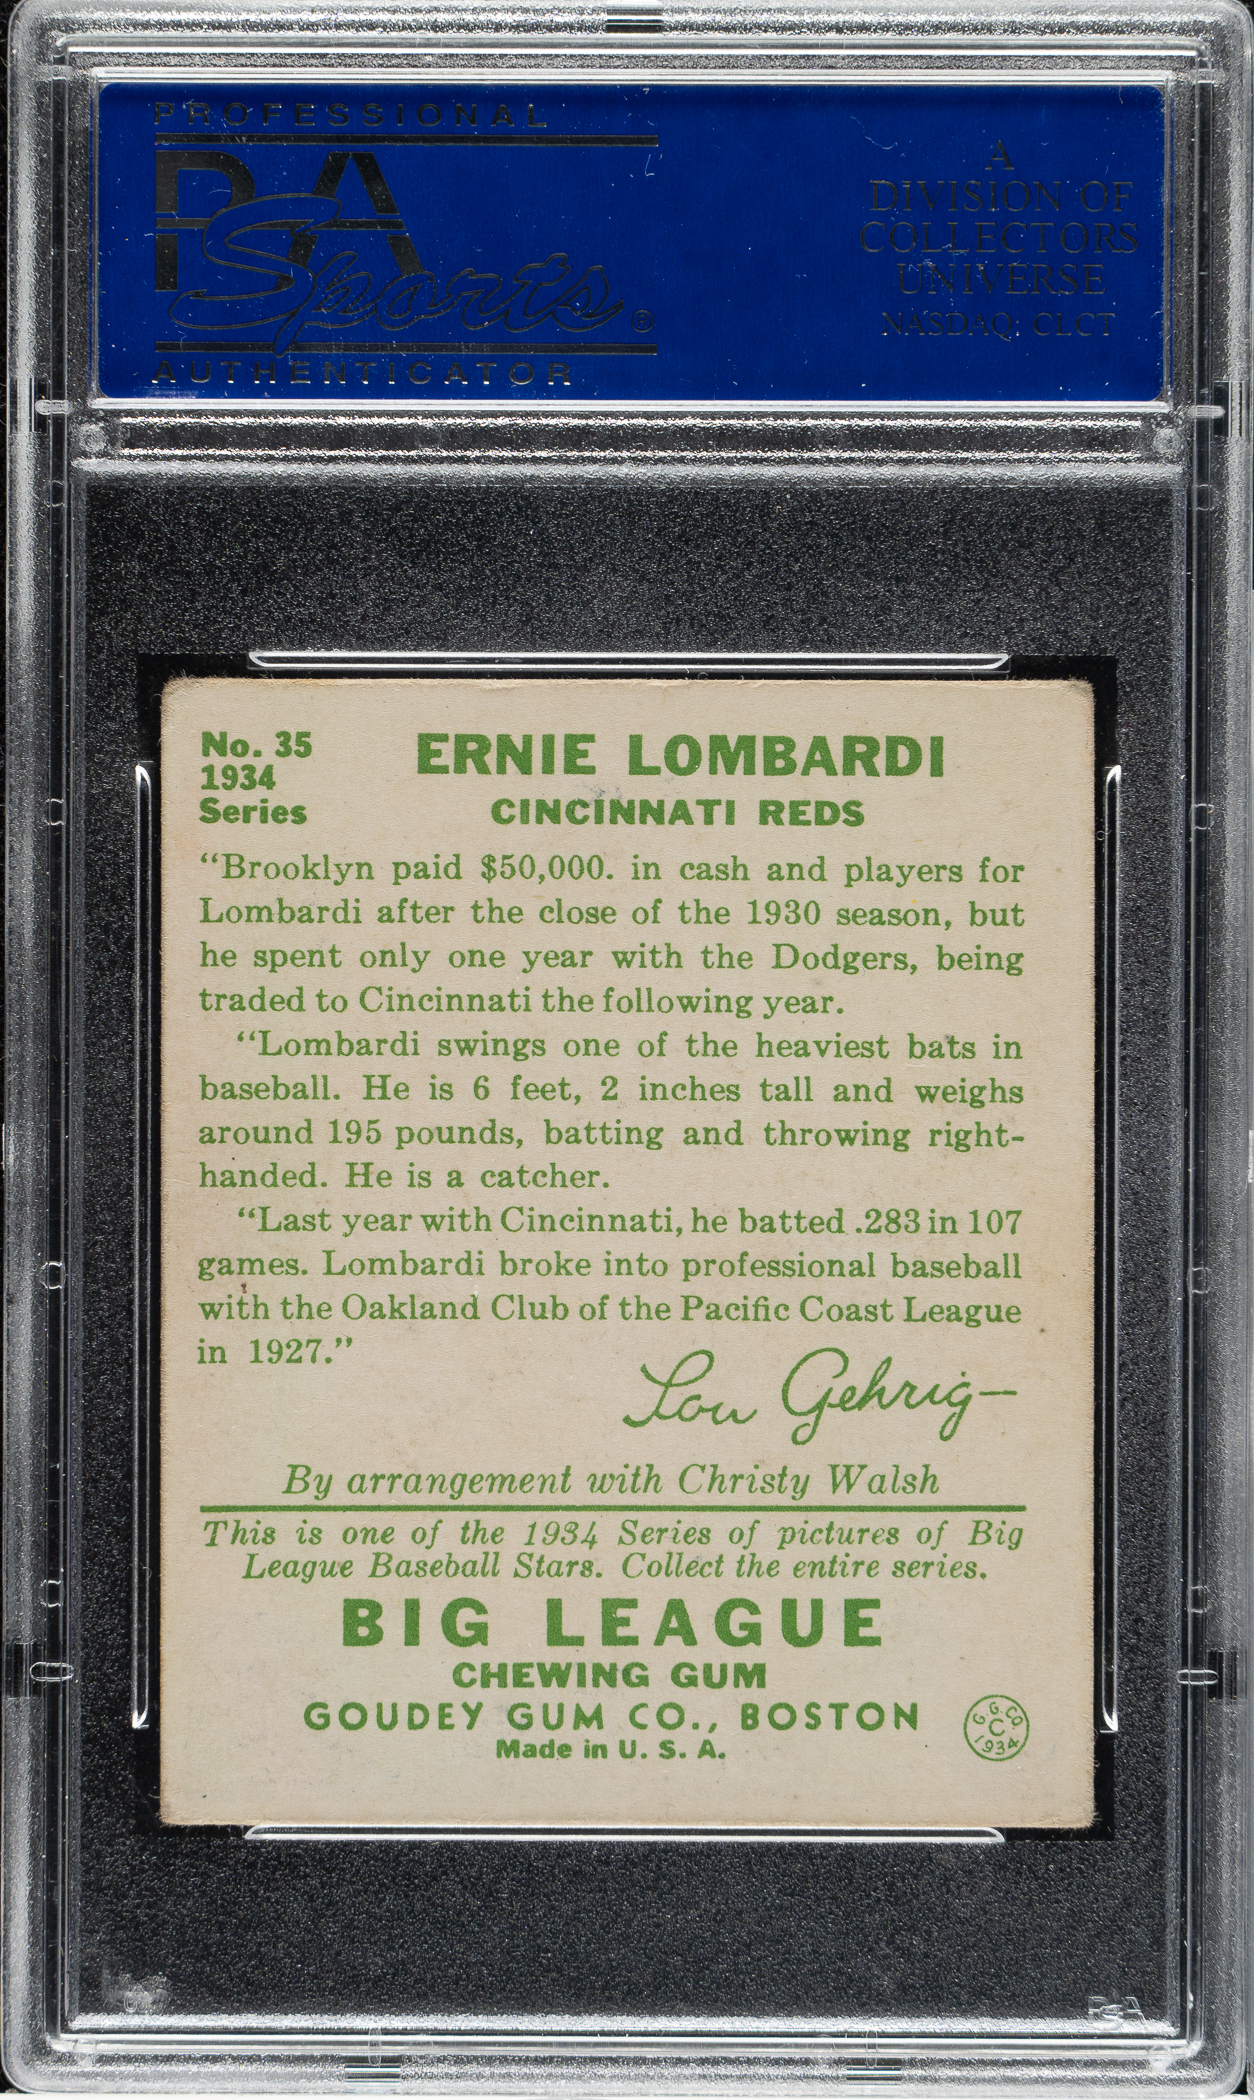 PROFESSIONAL
PSA
Sports®
AUTHENTICATOR
A
DIVISION OF
COLLECTORS
UNIVERSE
NASDAQ: CLCT
No. 35
1934
Series
ERNIE LOMBARDI
CINCINNATI REDS
“Brooklyn paid $50,000. in cash and players for
Lombardi after the close of the 1930 season, but
he spent only one year with the Dodgers, being
traded to Cincinnati the following year.
“Lombardi swings one of the heaviest bats in
baseball. He is 6 feet, 2 inches tall and weighs
around 195 pounds, batting and throwing right-
handed. He is a catcher.
“Last year with Cincinnati, he batted .283 in 107
games. Lombardi broke into professional baseball
with the Oakland Club of the Pacific Coast League
in 1927.”
Lou Gehrig—
By arrangement with Christy Walsh
This is one of the 1934 Series of pictures of Big
League Baseball Stars. Collect the entire series.
BIG LEAGUE
CHEWING GUM
GOUDEY GUM CO., BOSTON
Made in U. S. A.
G. G. CO.
C
1934
PSA